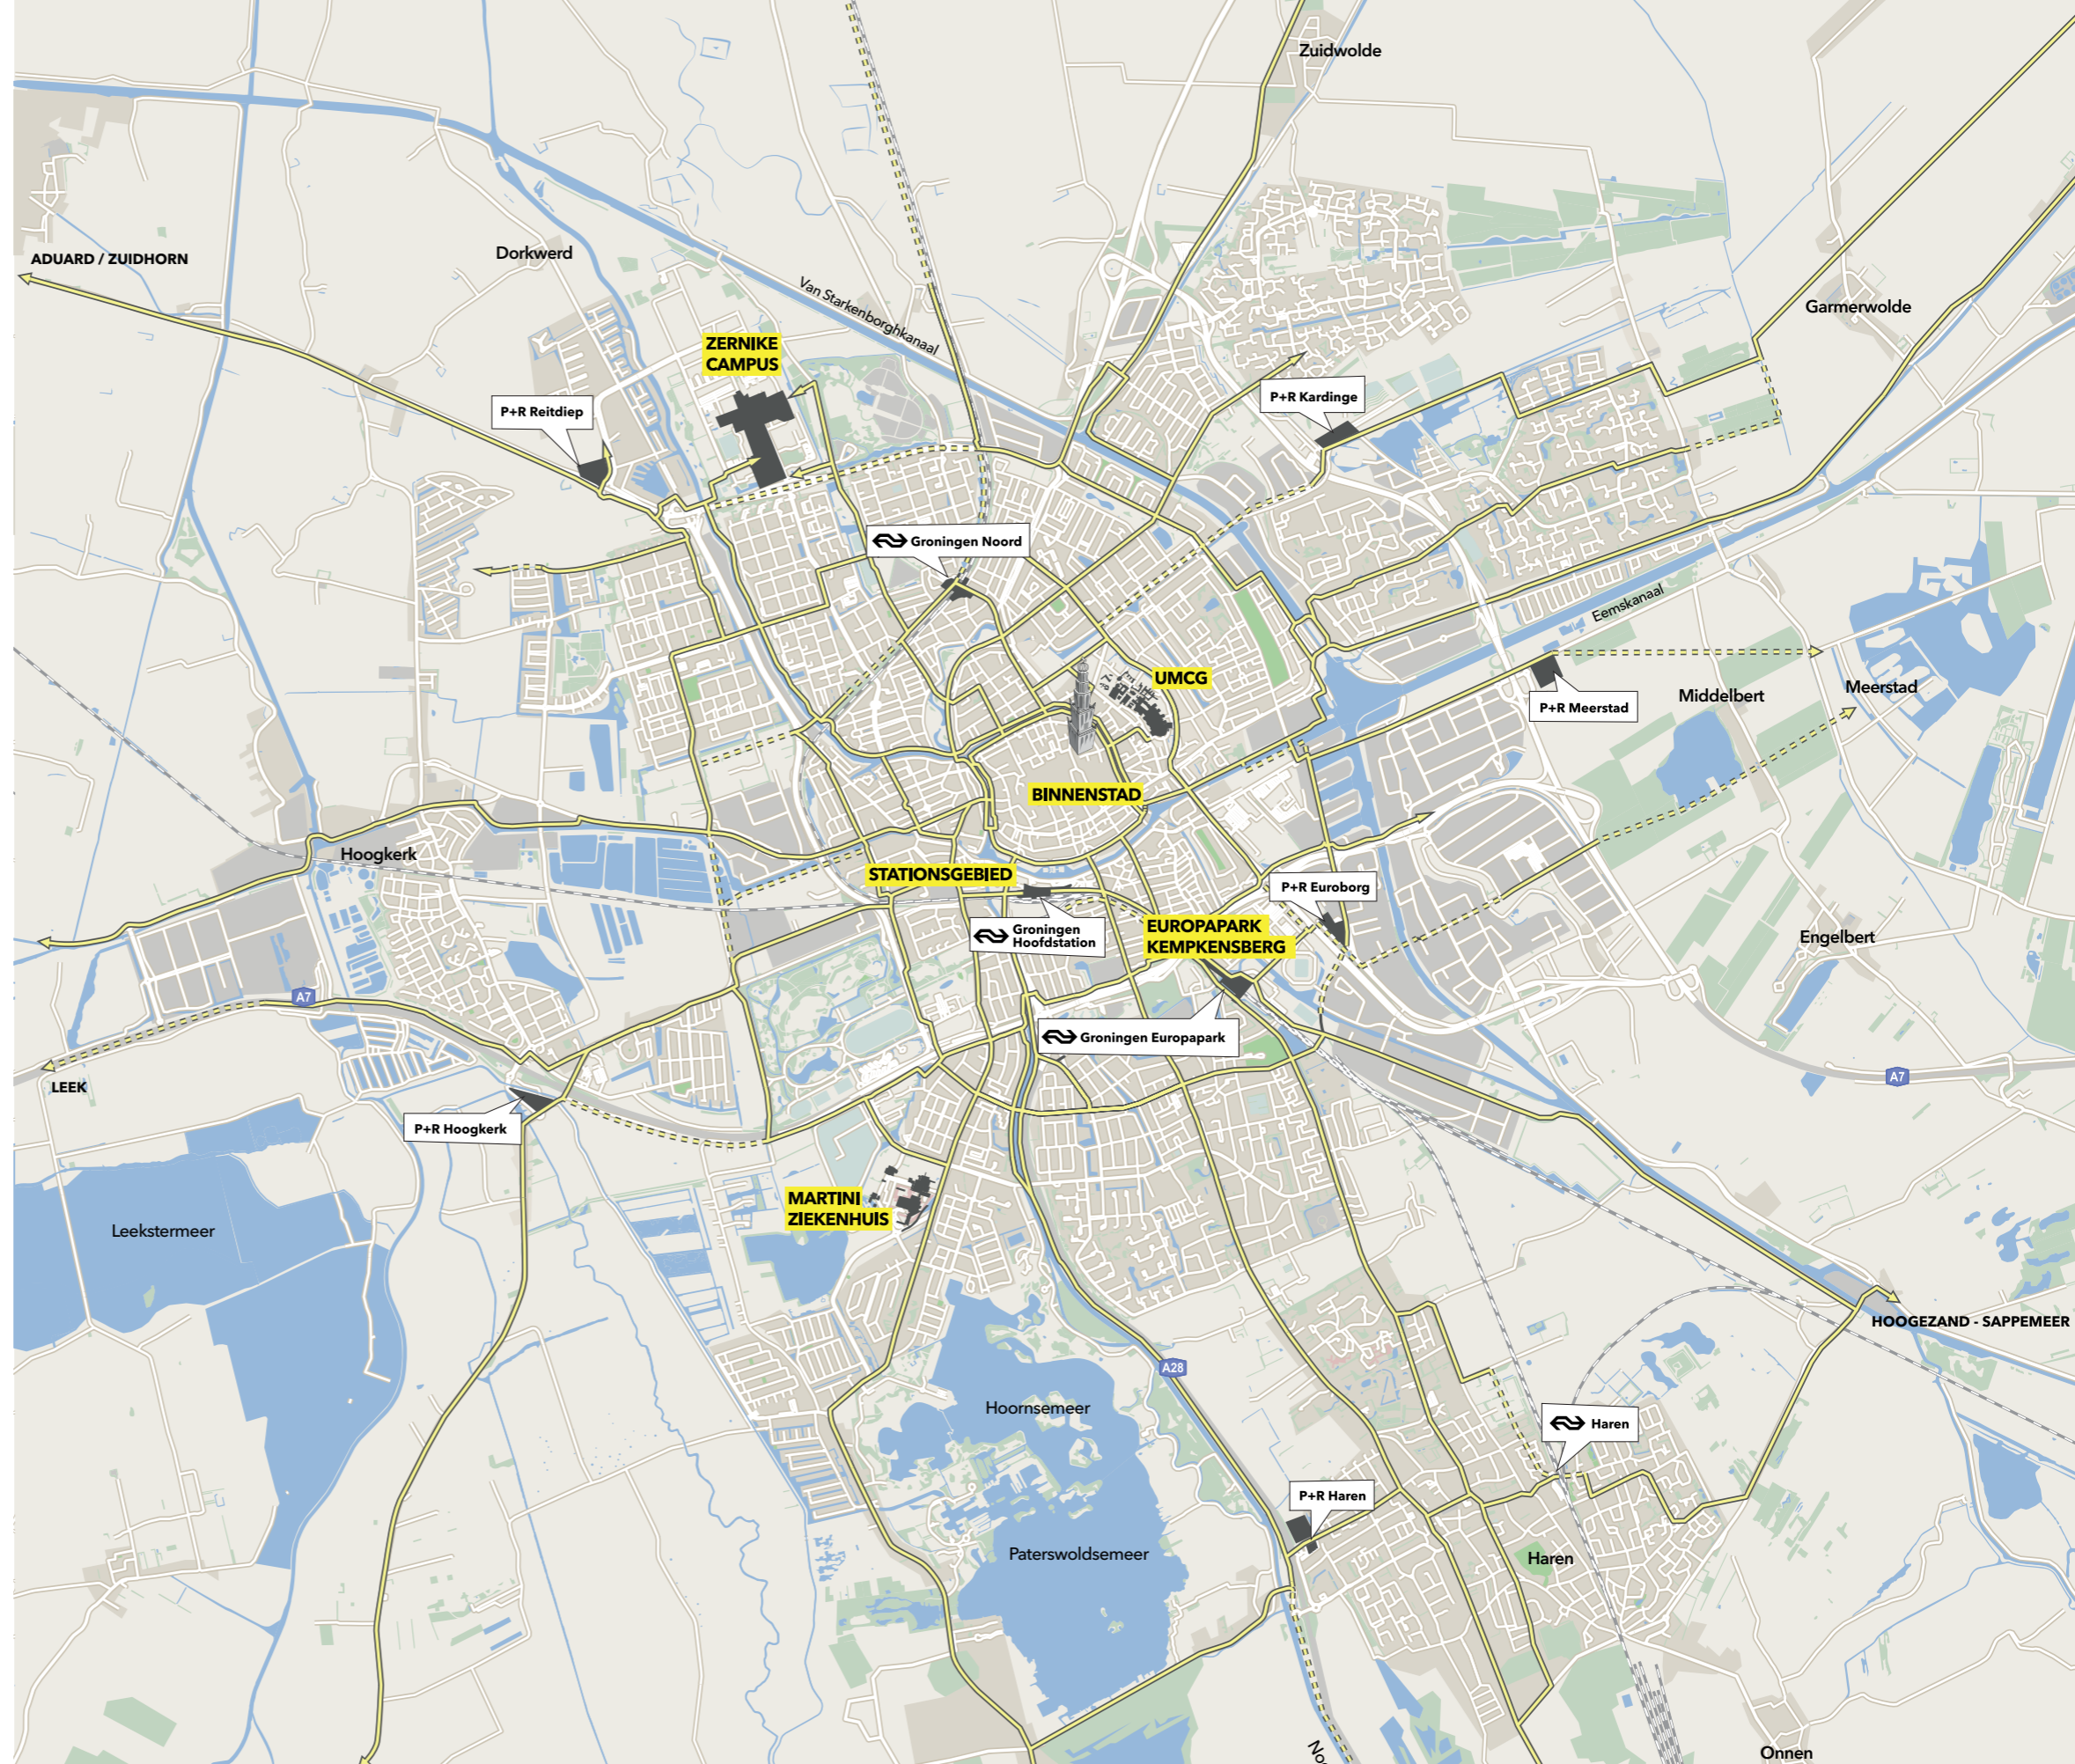 Zuidwolde
ADUARD / ZUIDHORN
Dorkwerd
Van Starkenborghkanaal
Garmerwolde
ZERNIKE
CAMPUS
P+R Reitdiep
P+R Kardinge
Groningen Noord
Eemskanaal
UMCG
Middelbert
Meerstad
P+R Meerstad
BINNENSTAD
Hoogkerk
STATIONSGEBIED
P+R Euroborg
Groningen
Hoofdstation
EUROPAPARK
KEMPKENSBERG
Engelbert
A7
Groningen Europapark
A7
LEEK
P+R Hoogkerk
MARTINI
ZIEKENHUIS
Leekstermeer
HOOGEZAND - SAPPEMEER
A28
Hoornsemeer
Haren
P+R Haren
Paterswoldsemeer
Haren
Onnen